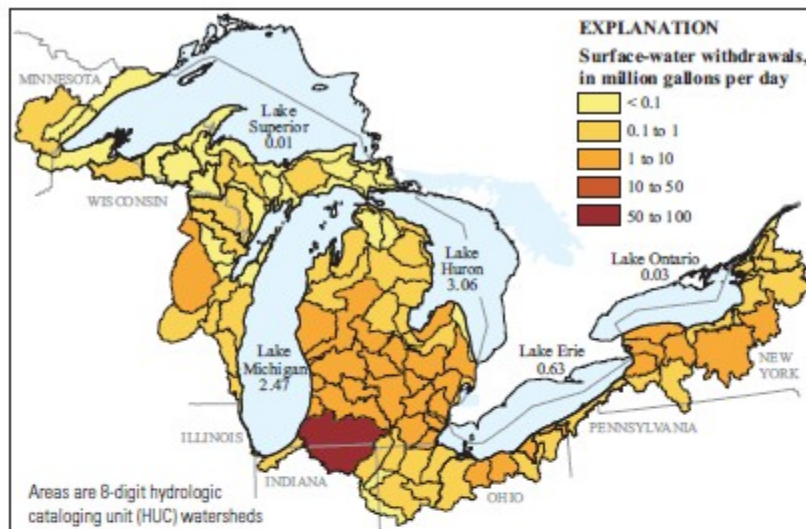 EXPLANATION
Surface-water withdrawals,
in million gallons per day
< 0.1
0.1 to 1
1 to 10
10 to 50
50 to 100
MINNESOTA
Lake
Superior
0.01
WISCONSIN
Lake
Huron
3.06
Lake Ontario
0.03
Lake
Michigan
2.47
Lake Erie
0.63
NEW
YORK
PENNSYLVANIA
ILLINOIS
INDIANA
OHIO
Areas are 8-digit hydrologic
cataloging unit (HUC) watersheds